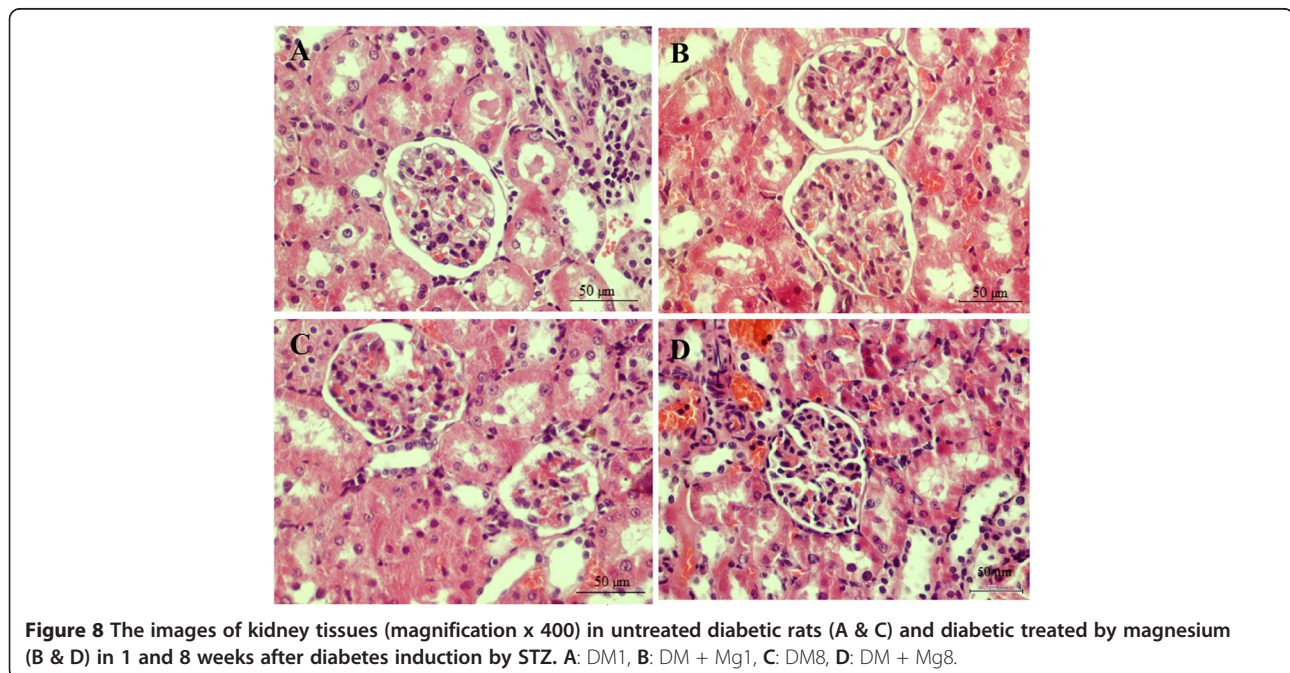 A
B
50 µm
50 µm
C
D
50 µm
50 µm
Figure 8 The images of kidney tissues (magnification x 400) in untreated diabetic rats (A & C) and diabetic treated by magnesium
(B & D) in 1 and 8 weeks after diabetes induction by STZ. A: DM1, B: DM + Mg1, C: DM8, D: DM + Mg8.